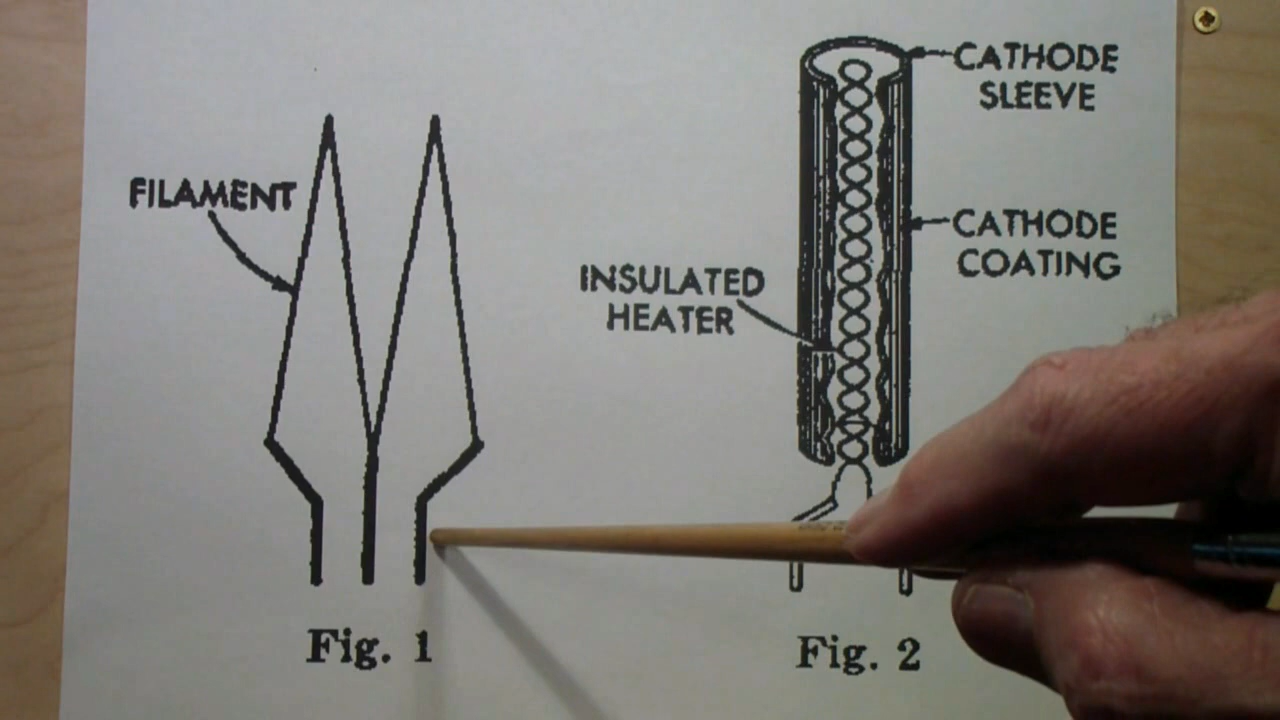 FILAMENT
Fig. 1
CATHODE
SLEEVE
CATHODE
COATING
INSULATED
HEATER
Fig. 2